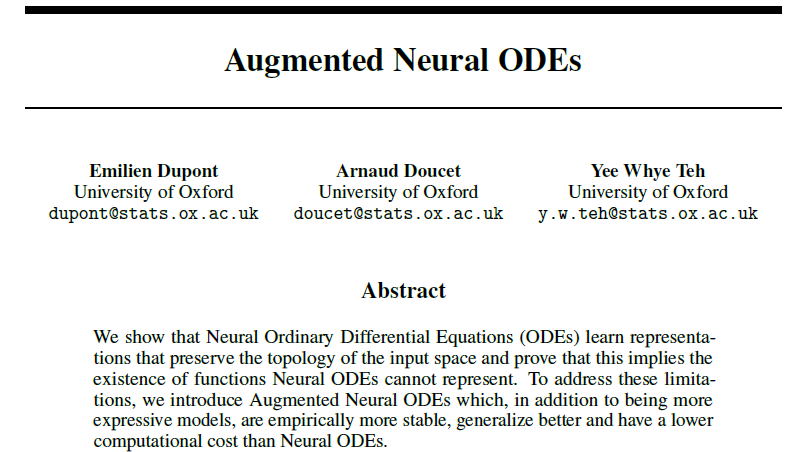 Augmented Neural ODEs
Emilien Dupont
University of Oxford
dupont@stats.ox.ac.uk
Arnaud Doucet
University of Oxford
doucet@stats.ox.ac.uk
Yee Whye Teh
University of Oxford
y.w.teh@stats.ox.ac.uk
Abstract
We show that Neural Ordinary Differential Equations (ODEs) learn representa-
tions that preserve the topology of the input space and prove that this implies the
existence of functions Neural ODEs cannot represent. To address these limita-
tions, we introduce Augmented Neural ODEs which, in addition to being more
expressive models, are empirically more stable, generalize better and have a lower
computational cost than Neural ODEs.